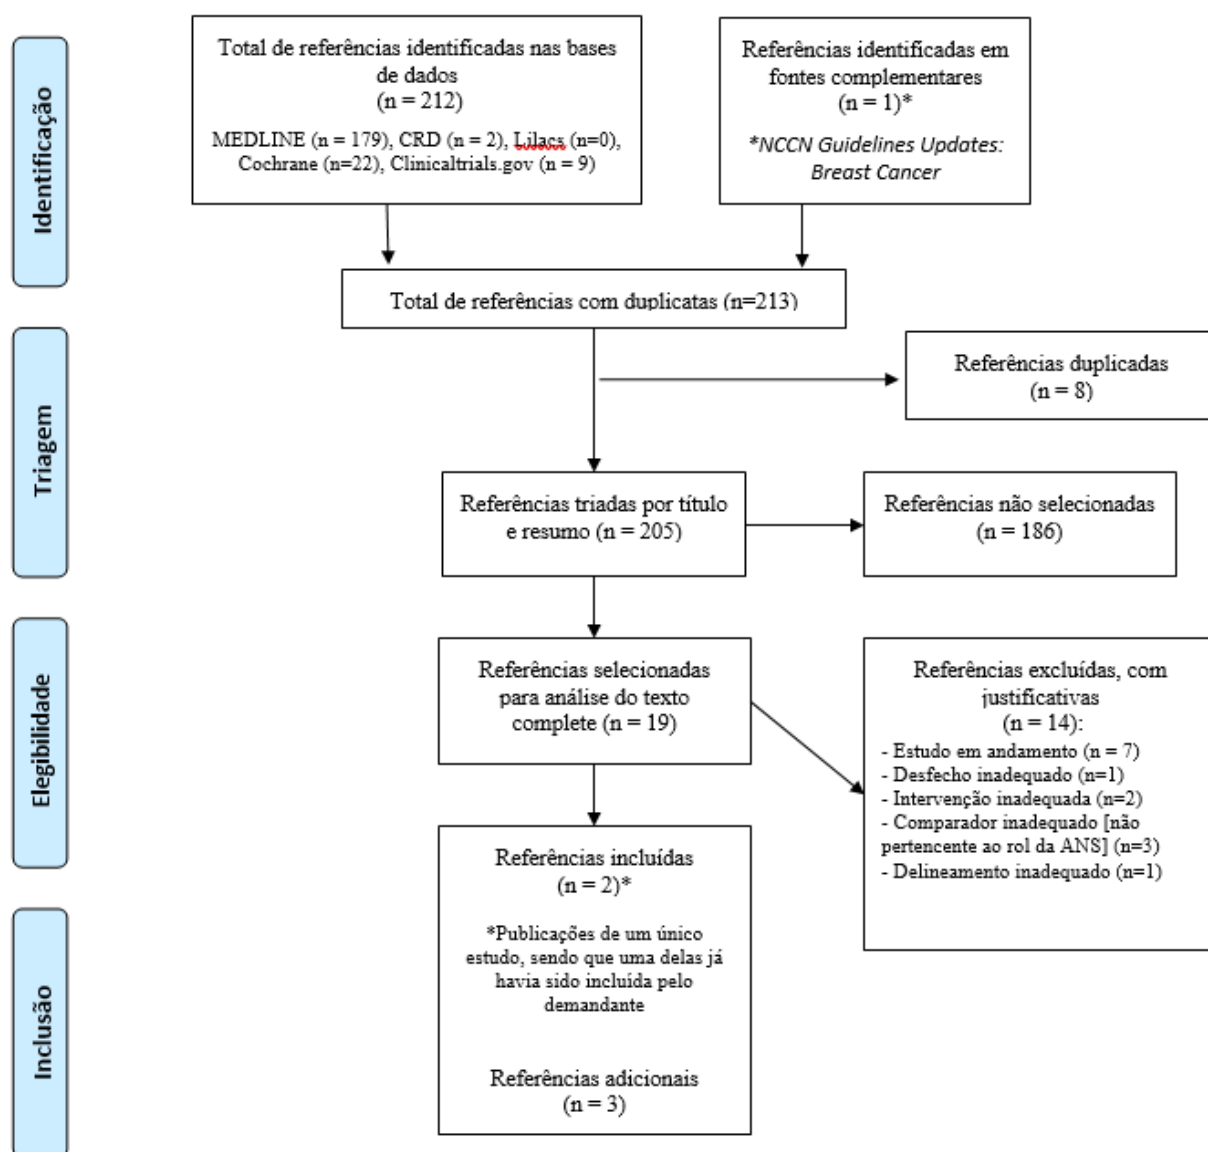 Identificação
Total de referências identificadas nas bases
de dados
(n = 212)
MEDLINE (n = 179), CRD (n = 2), Lilacs (n=0),
Cochrane (n=22), Clinicaltrials.gov (n = 9)
Referências identificadas em
fontes complementares
(n = 1)*
*NCCN Guidelines Updates:
Breast Cancer
Total de referências com duplicatas (n=213)
Triagem
Referências duplicadas
(n = 8)
Referências triadas por título
e resumo (n = 205)
Referências não selecionadas
(n = 186)
Elegibilidade
Referências selecionadas
para análise do texto
complete (n = 19)
Referências excluídas, com
justificativas
(n = 14):
- Estudo em andamento (n = 7)
- Desfecho inadequado (n=1)
- Intervenção inadequada (n=2)
- Comparador inadequado [não
pertencente ao rol da ANS] (n=3)
- Delineamento inadequado (n=1)
Inclusão
Referências incluídas
(n = 2)*
*Publicações de um único
estudo, sendo que uma delas já
havia sido incluída pelo
demandante
Referências adicionais
(n = 3)